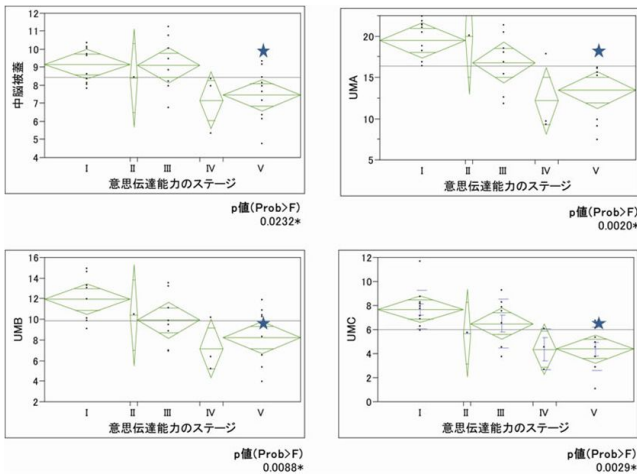 中脳被蓋
12
11
10
9
8
7
6
5
4
I II III IV V
意思伝達能力のステージ
p値(Prob>F)
0.0232*
UMA
20
15
10
5
I II III IV V
意思伝達能力のステージ
p値(Prob>F)
0.0020*
UMB
16
14
12
10
8
6
4
2
I II III IV V
意思伝達能力のステージ
p値(Prob>F)
0.0088*
UMC
12
10
8
6
4
2
0
I II III IV V
意思伝達能力のステージ
p値(Prob>F)
0.0029*